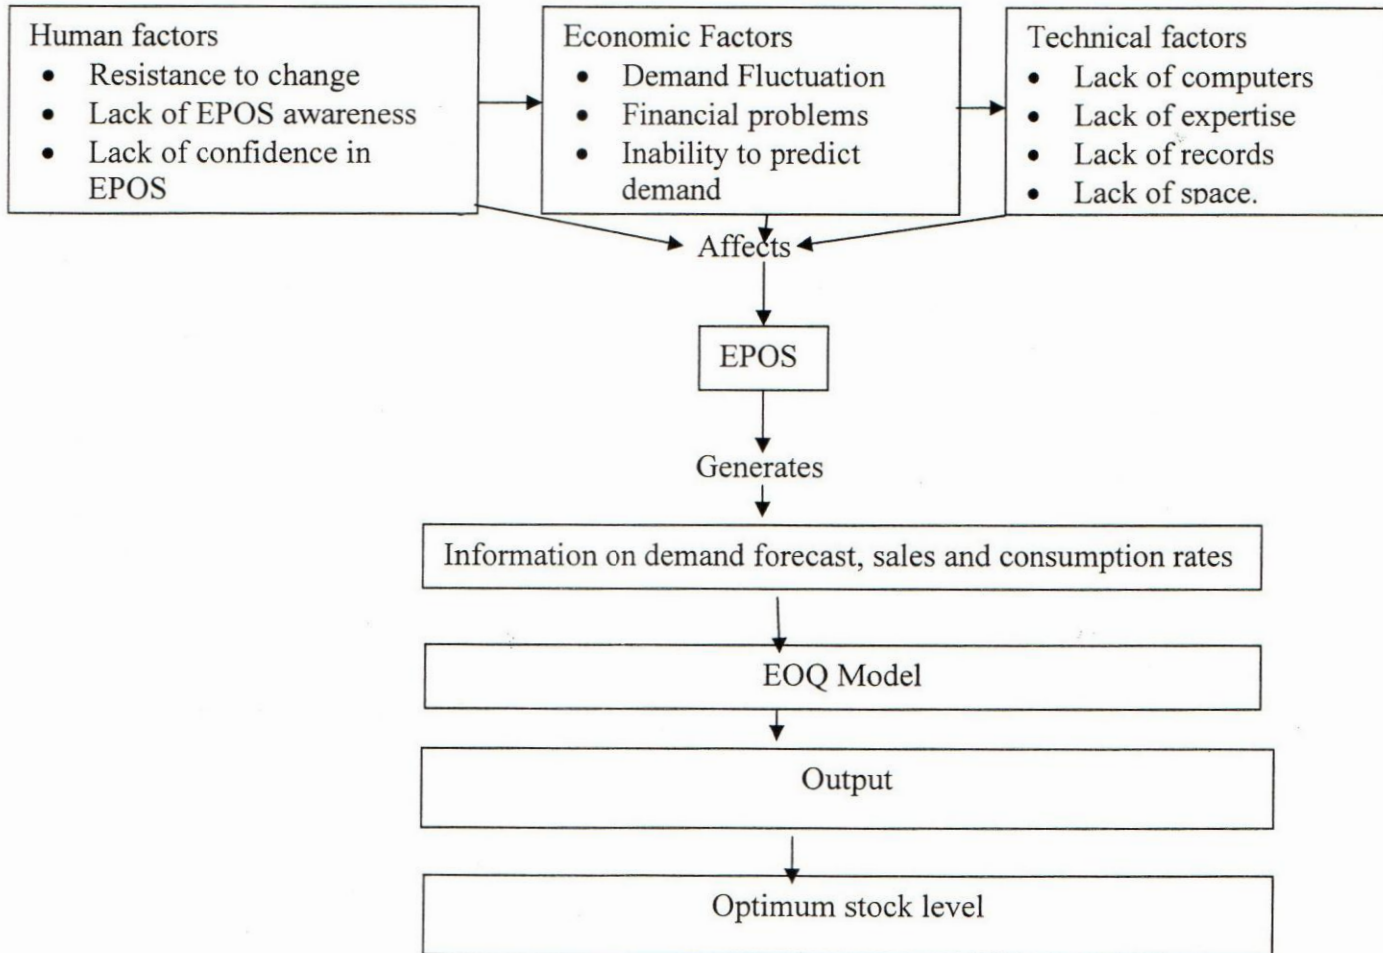 Human factors
• Resistance to change
• Lack of EPOS awareness
• Lack of confidence in
EPOS
Economic Factors
• Demand Fluctuation
• Financial problems
• Inability to predict
demand
Technical factors
• Lack of computers
• Lack of expertise
• Lack of records
• Lack of space.
Affects
EPOS
Generates
Information on demand forecast, sales and consumption rates
EOQ Model
Output
Optimum stock level